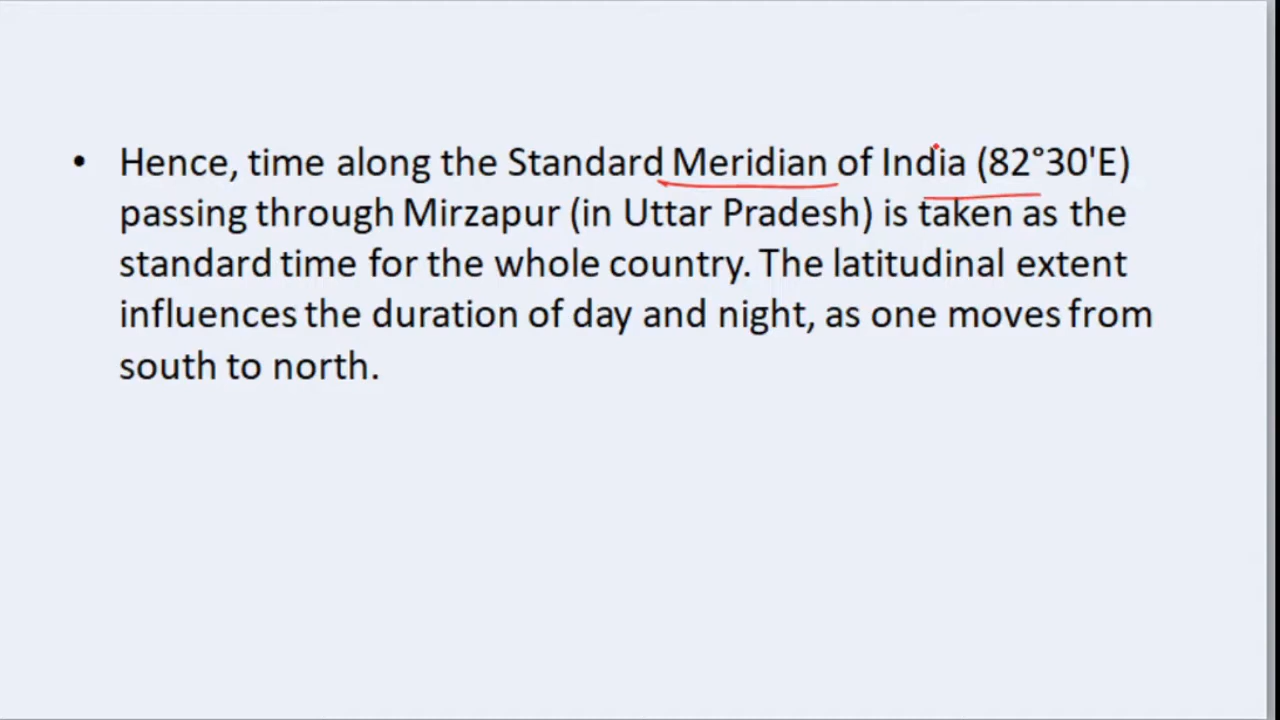 • Hence, time along the Standard Meridian of India (82°30'E)
passing through Mirzapur (in Uttar Pradesh) is taken as the
standard time for the whole country. The latitudinal extent
influences the duration of day and night, as one moves from
south to north.